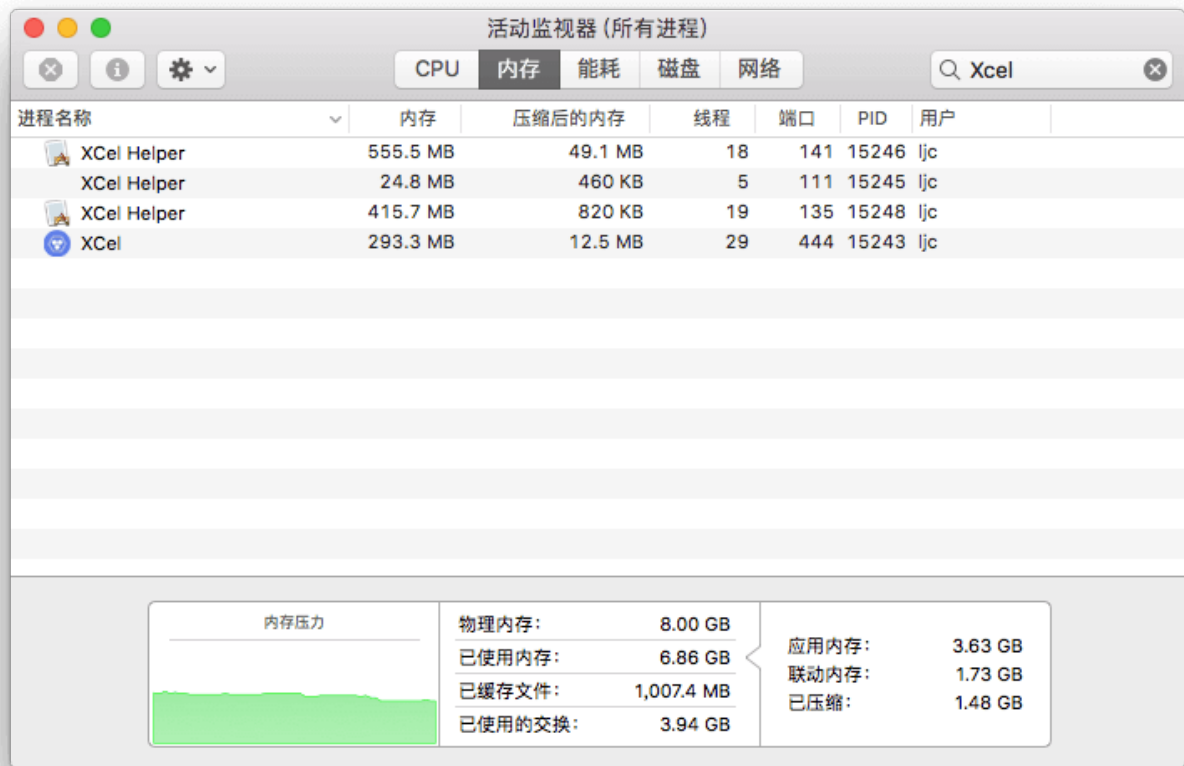 活动监视器 (所有进程)
CPU 内存 能耗 磁盘 网络 Xcel
进程名称 内存 压缩后的内存 线程 端口 PID 用户
XCel Helper 555.5 MB 49.1 MB 18 141 15246 ljc
XCel Helper 24.8 MB 460 KB 5 111 15245 ljc
XCel Helper 415.7 MB 820 KB 19 135 15248 ljc
XCel 293.3 MB 12.5 MB 29 444 15243 ljc
内存压力
物理内存: 8.00 GB
已使用内存: 6.86 GB
已缓存文件: 1,007.4 MB
已使用的交换: 3.94 GB
应用内存: 3.63 GB
联动内存: 1.73 GB
已压缩: 1.48 GB